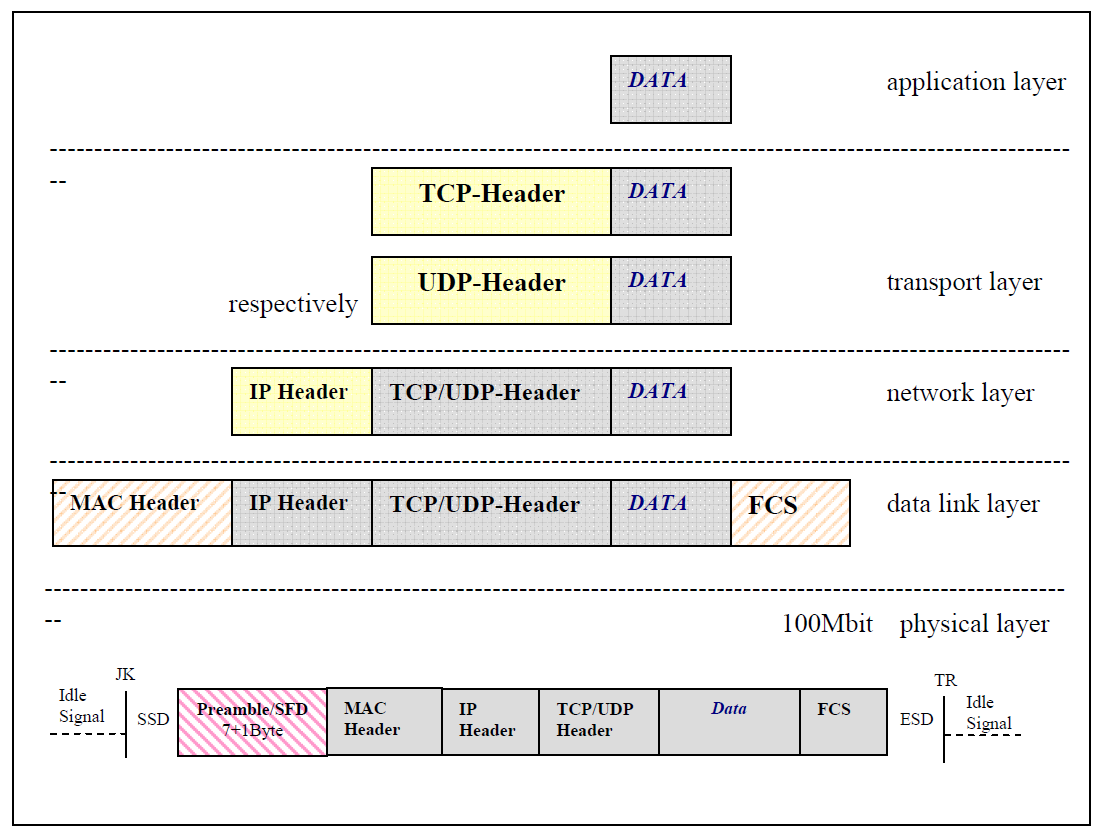 DATA application layer
--------------------------------------------------------------------------------------------------------------------
--
TCP-Header DATA
UDP-Header DATA transport layer
respectively
--------------------------------------------------------------------------------------------------------------------
--
IP Header TCP/UDP-Header DATA network layer
--------------------------------------------------------------------------------------------------------------------
--
MAC Header IP Header TCP/UDP-Header DATA FCS data link layer
--------------------------------------------------------------------------------------------------------------------
--
100Mbit physical layer
JK TR
Idle
Signal
SSD
Preamble/SFD
7+1Byte
MAC
Header
IP
Header
TCP/UDP
Header
Data
FCS
ESD
Idle
Signal